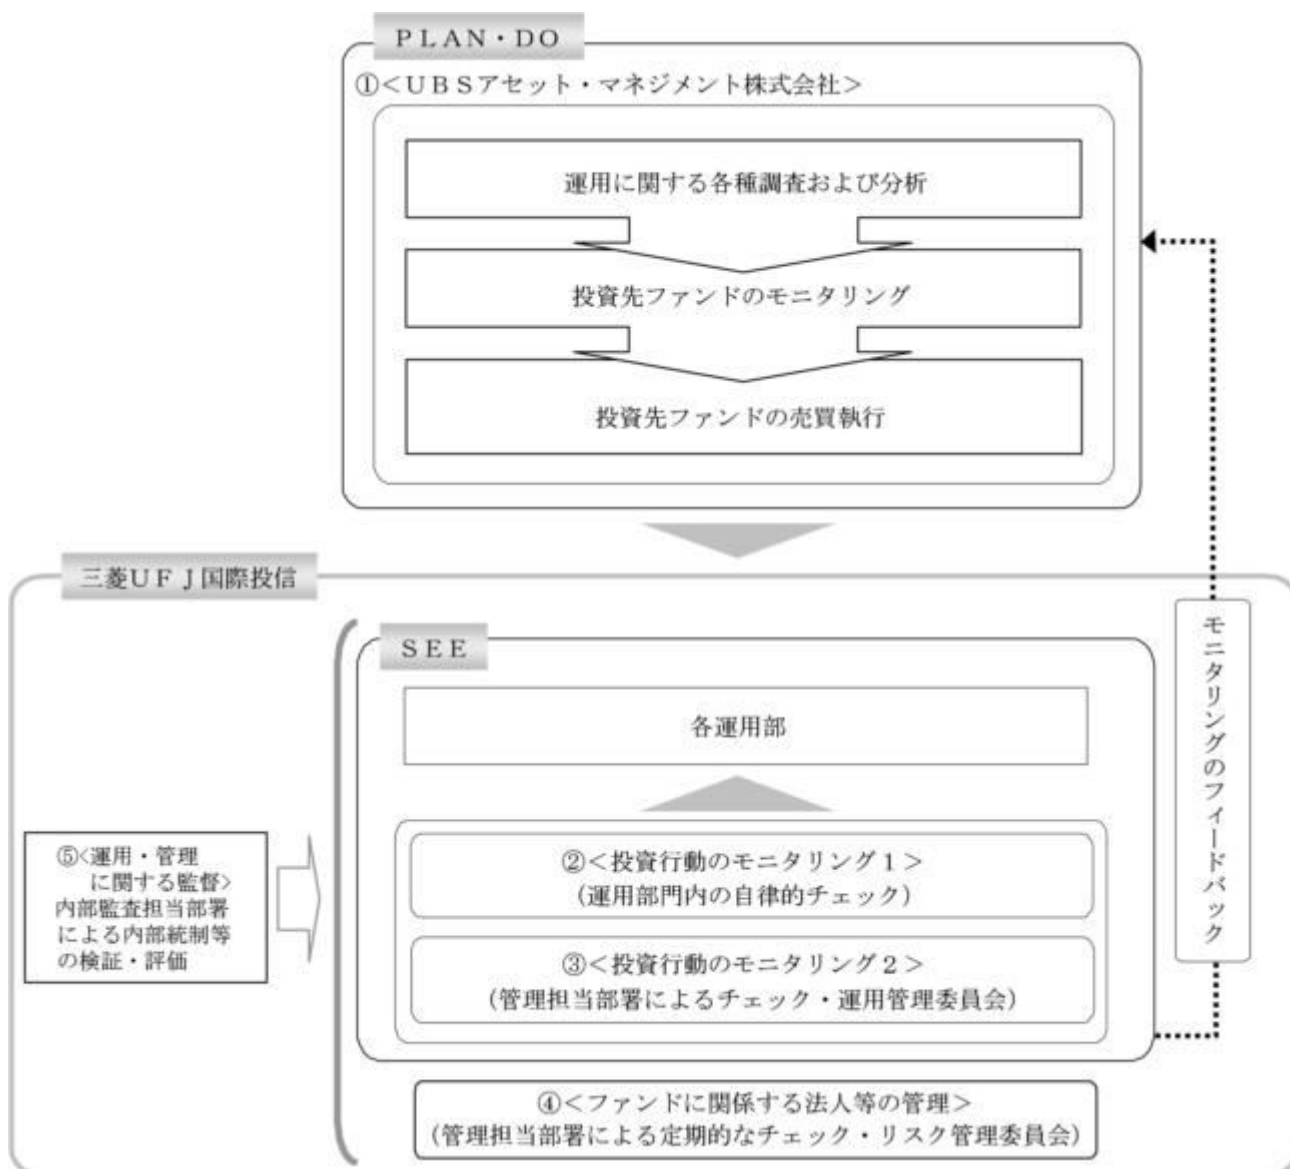 ＰＬＡＮ・ＤＯ
①＜ＵＢＳアセット・マネジメント株式会社＞
運用に関する各種調査および分析
投資先ファンドのモニタリング
投資先ファンドの売買執行
三菱ＵＦＪ国際投信
ＳＥＥ
各運用部
②＜投資行動のモニタリング１＞
（運用部門内の自律的チェック）
③＜投資行動のモニタリング２＞
（管理担当部署によるチェック・運用管理委員会）
④＜ファンドに関係する法人等の管理＞
（管理担当部署による定期的なチェック・リスク管理委員会）
⑤<運用・管理
に関する監督>
内部監査担当部署
による内部統制等
の検証・評価
モニタリングのフィードバック